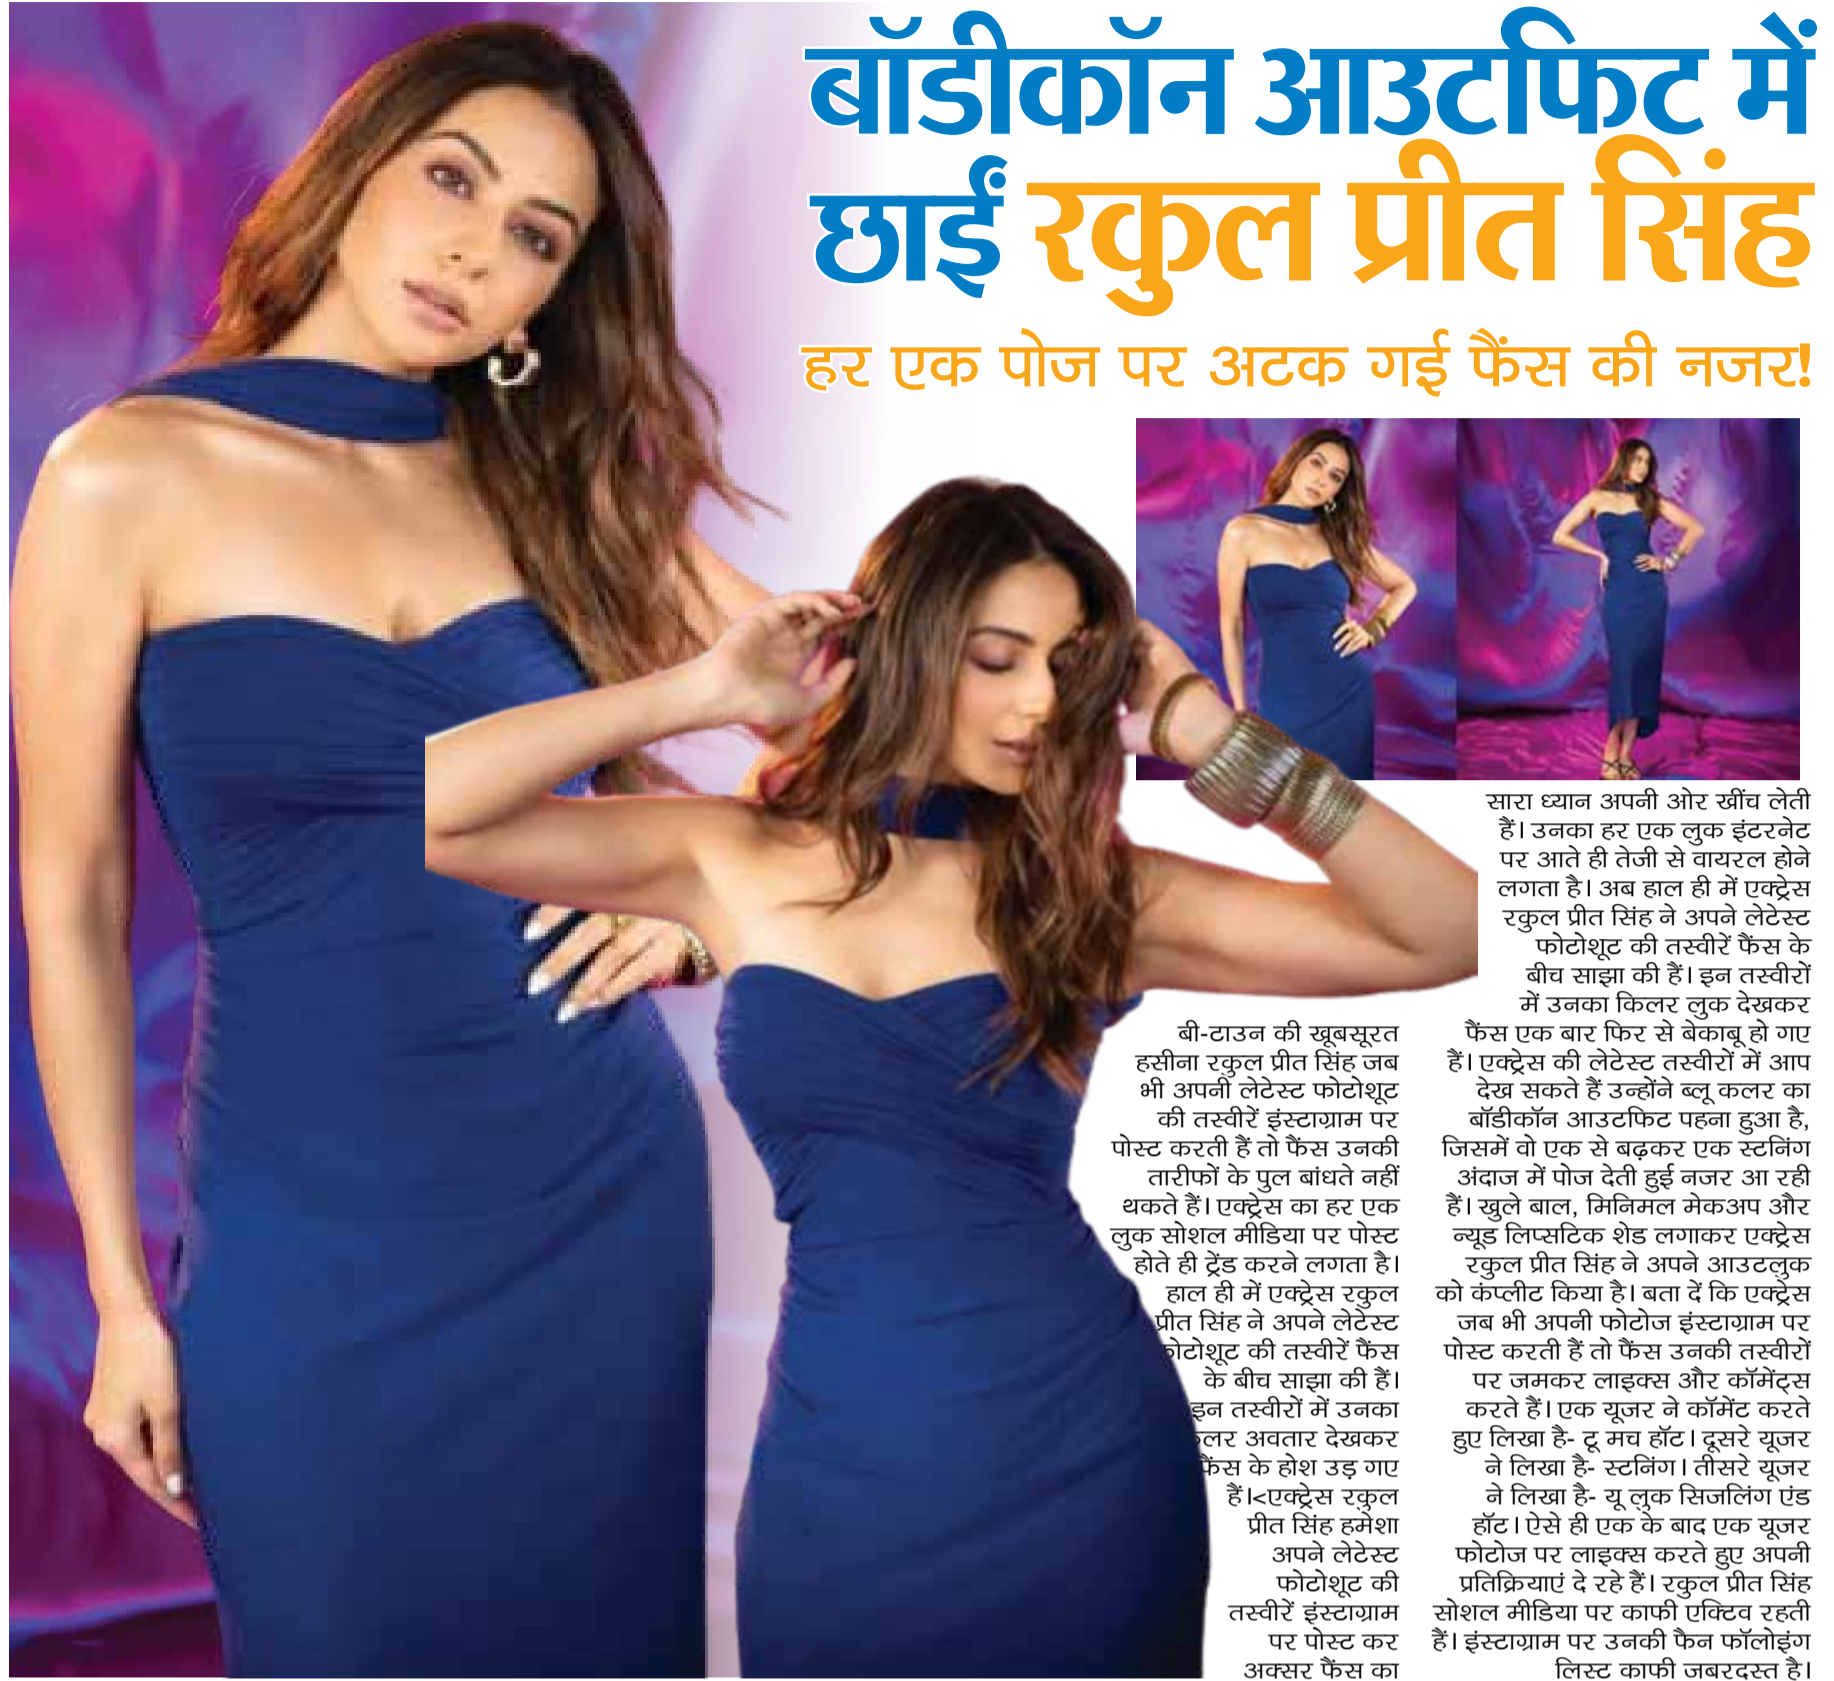 बॉडीकॉन आउटफिट में
छाईं रकुल प्रीत सिंह
हर एक पोज पर अटक गई फैंस की नजर!
बी-टाउन की खूबसूरत
हसीना रकुल प्रीत सिंह जब
भी अपनी लेटेस्ट फोटोशूट
की तस्वीरें इंस्टाग्राम पर
पोस्ट करती हैं तो फैंस उनकी
तारीफों के पुल बांधते नहीं
थकते हैं। एक्ट्रेस का हर एक
लुक सोशल मीडिया पर पोस्ट
होते ही ट्रेंड करने लगता है।
हाल ही में एक्ट्रेस रकुल
प्रीत सिंह ने अपने लेटेस्ट
की तस्वीरें फैंस
के बीच साझा की हैं।
इन तस्वीरों में उनका
अवतार देखकर
फैंस के होश उड़ गए
हैं।<एक्ट्रेस रकुल
प्रीत सिंह हमेशा
अपने लेटेस्ट
फोटोशूट की
तस्वीरें इंस्टाग्राम
पर पोस्ट कर
अक्सर फैंस का
सारा ध्यान अपनी ओर खींच लेती
हैं। उनका हर एक लुक इंटरनेट
पर आते ही तेजी से वायरल होने
लगता है। अब हाल ही में एक्ट्रेस
रकुल प्रीत सिंह ने अपने लेटेस्ट
फोटोशूट की तस्वीरें फैंस के
बीच साझा की हैं। इन तस्वीरों
में उनका किलर लुक देखकर
फैंस एक बार फिर से बेकाबू हो गए
हैं। एक्ट्रेस की लेटेस्ट तस्वीरों में आप
देख सकते हैं उन्होंने ब्लू कलर का
बॉडीकॉन आउटफिट पहना हुआ है,
जिसमें वो एक से बढ़कर एक स्टनिंग
अंदाज में पोज देती हुई नजर आ रही
हैं। खुले बाल, मिनिमल मेकअप और
न्यूड लिप्सटिक शेड लगाकर एक्ट्रेस
रकुल प्रीत सिंह ने अपने आउटलुक
को कंप्लीट किया है। बता दें कि एक्ट्रेस
जब भी अपनी फोटोज इंस्टाग्राम पर
पोस्ट करती हैं तो फैंस उनकी तस्वीरों
पर जमकर लाइक्स और कॉमेंट्स
करते हैं। एक यूजर ने कॉमेंट करते
हुए लिखा है- टू मच हॉट। दूसरे यूजर
ने लिखा है- स्टनिंग। तीसरे यूजर
ने लिखा है- यू लुक सिजलिंग एंड
हॉट। ऐसे ही एक के बाद एक यूजर
फोटोज पर लाइक्स करते हुए अपनी
प्रतिक्रियाएं दे रहे हैं। रकुल प्रीत सिंह
सोशल मीडिया पर काफी एक्टिव रहती
हैं। इंस्टाग्राम पर उनकी फैन फॉलोइंग
लिस्ट काफी जबरदस्त है।